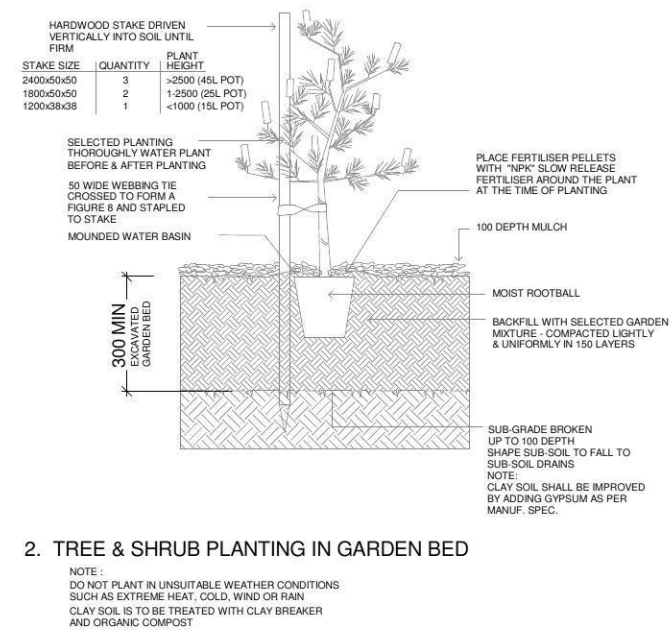 HARDWOOD STAKE DRIVEN
VERTICALLY INTO SOIL UNTIL
FIRM
STAKE SIZE QUANTITY PLANT HEIGHT
2400x50x50 3 >2500 (45L POT)
1800x50x50 2 1-2500 (25L POT)
1200x38x38 1 <1000 (15L POT)
SELECTED PLANTING
THOROUGHLY WATER PLANT
BEFORE & AFTER PLANTING
50 WIDE WEBBING TIE
CROSSED TO FORM A
FIGURE 8 AND STAPLED
TO STAKE
MOUNDED WATER BASIN
300 MIN
EXCAVATED
GARDEN BED
PLACE FERTILISER PELLETS
WITH "NPK" SLOW RELEASE
FERTILISER AROUND THE PLANT
AT THE TIME OF PLANTING
100 DEPTH MULCH
MOIST ROOTBALL
BACKFILL WITH SELECTED GARDEN
MIXTURE - COMPACTED LIGHTLY
& UNIFORMLY IN 150 LAYERS
SUB-GRADE BROKEN
UP TO 100 DEPTH
SHAPE SUB-SOIL TO FALL TO
SUB-SOIL DRAINS
NOTE:
CLAY SOIL SHALL BE IMPROVED
BY ADDING GYPSUM AS PER
MANUF. SPEC.
2. TREE & SHRUB PLANTING IN GARDEN BED
NOTE :
DO NOT PLANT IN UNSUITABLE WEATHER CONDITIONS
SUCH AS EXTREME HEAT, COLD, WIND OR RAIN
CLAY SOIL IS TO BE TREATED WITH CLAY BREAKER
AND ORGANIC COMPOST